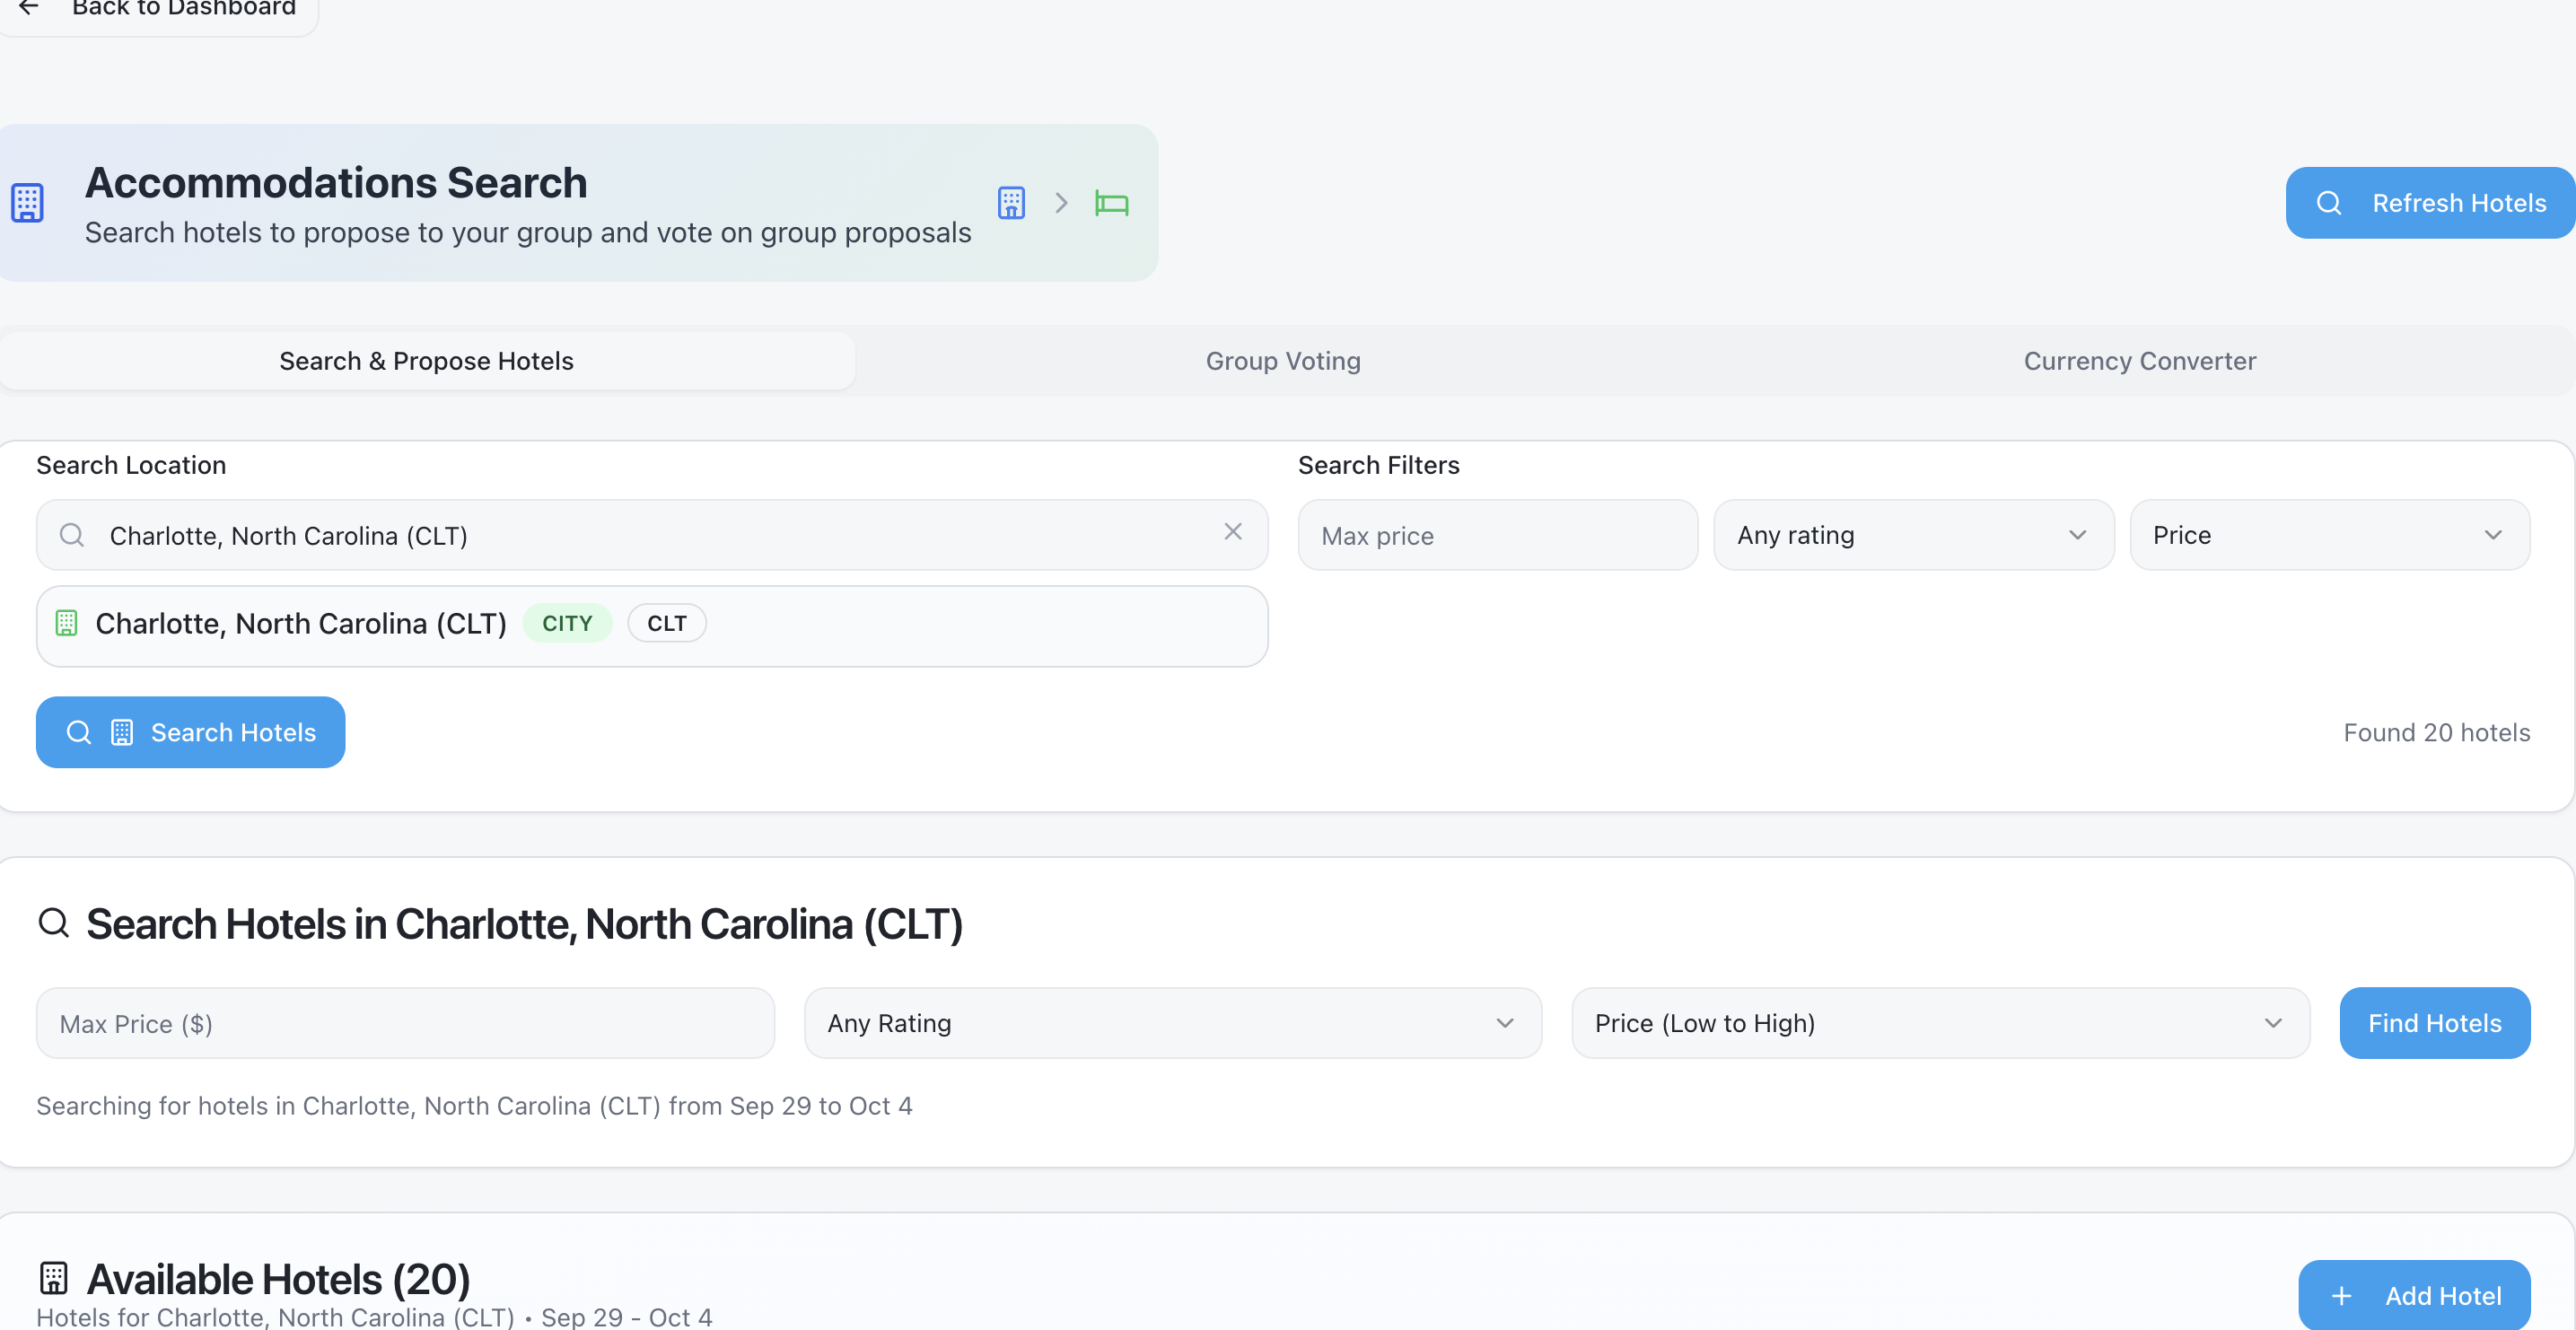 Back to Dashboard
Accommodations Search
Search hotels to propose to your group and vote on group proposals
Refresh Hotels
Search & Propose Hotels
Group Voting
Currency Converter
Search Location
Search Filters
Charlotte, North Carolina (CLT)
Max price
Any rating
Price
Charlotte, North Carolina (CLT) CITY CLT
Search Hotels
Found 20 hotels
Search Hotels in Charlotte, North Carolina (CLT)
Max Price ($)
Any Rating
Price (Low to High)
Find Hotels
Searching for hotels in Charlotte, North Carolina (CLT) from Sep 29 to Oct 4
Available Hotels (20)
Hotels for Charlotte, North Carolina (CLT) • Sep 29 - Oct 4
Add Hotel